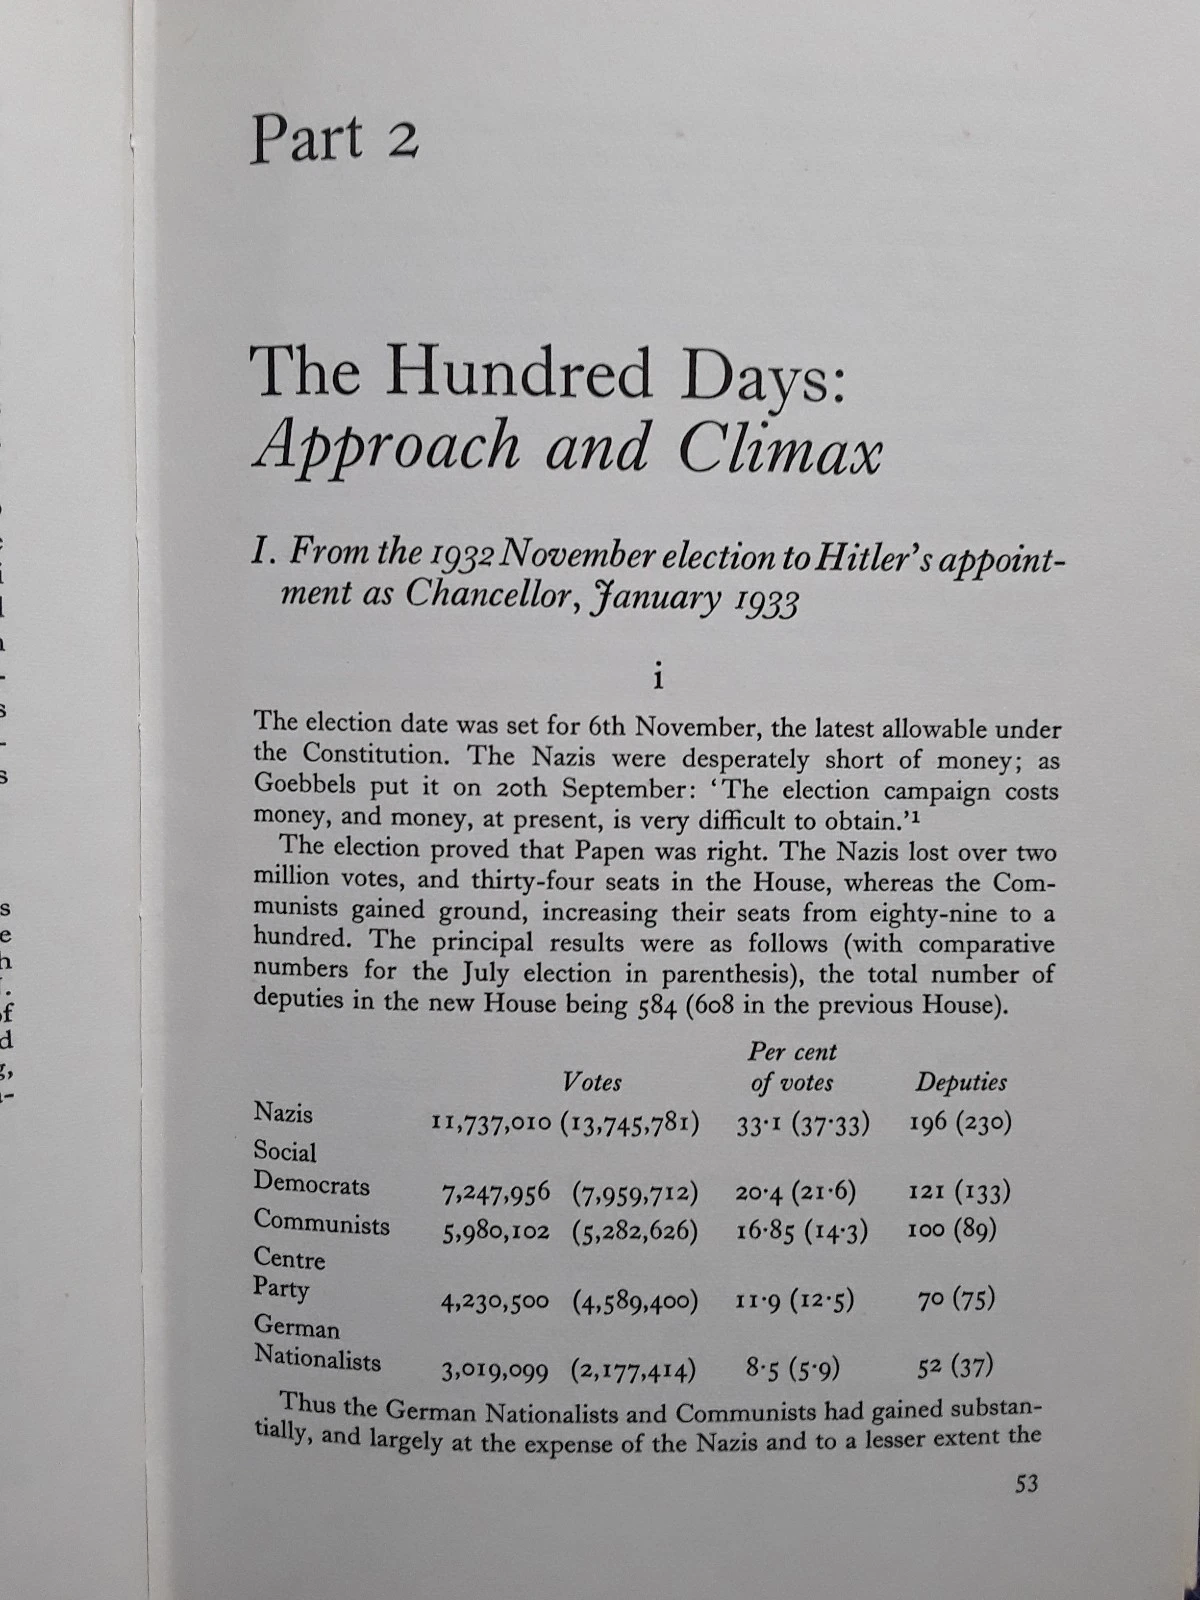 Part 2
The Hundred Days:
Approach and Climax
I. From the 1932 November election to Hitler's appoint-
ment as Chancellor, January 1933
i
The election date was set for 6th November, the latest allowable under
the Constitution. The Nazis were desperately short of money; as
Goebbels put it on 20th September: 'The election campaign costs
money, and money, at present, is very difficult to obtain.'1
The election proved that Papen was right. The Nazis lost over two
million votes, and thirty-four seats in the House, whereas the Com-
munists gained ground, increasing their seats from eighty-nine to a
hundred. The principal results were as follows (with comparative
numbers for the July election in parenthesis), the total number of
deputies in the new House being 584 (608 in the previous House).
Per cent
Votes of votes Deputies
Nazis 11,737,010 (13,745,781) 33·1 (37·33) 196 (230)
Social
Democrats 7,247,956 (7,959,712) 20·4 (21·6) 121 (133)
Communists 5,980,102 (5,282,626) 16·85 (14·3) 100 (89)
Centre
Party 4,230,500 (4,589,400) 11·9 (12·5) 70 (75)
German
Nationalists 3,019,099 (2,177,414) 8·5 (5·9) 52 (37)
Thus the German Nationalists and Communists had gained substan-
tially, and largely at the expense of the Nazis and to a lesser extent the
53